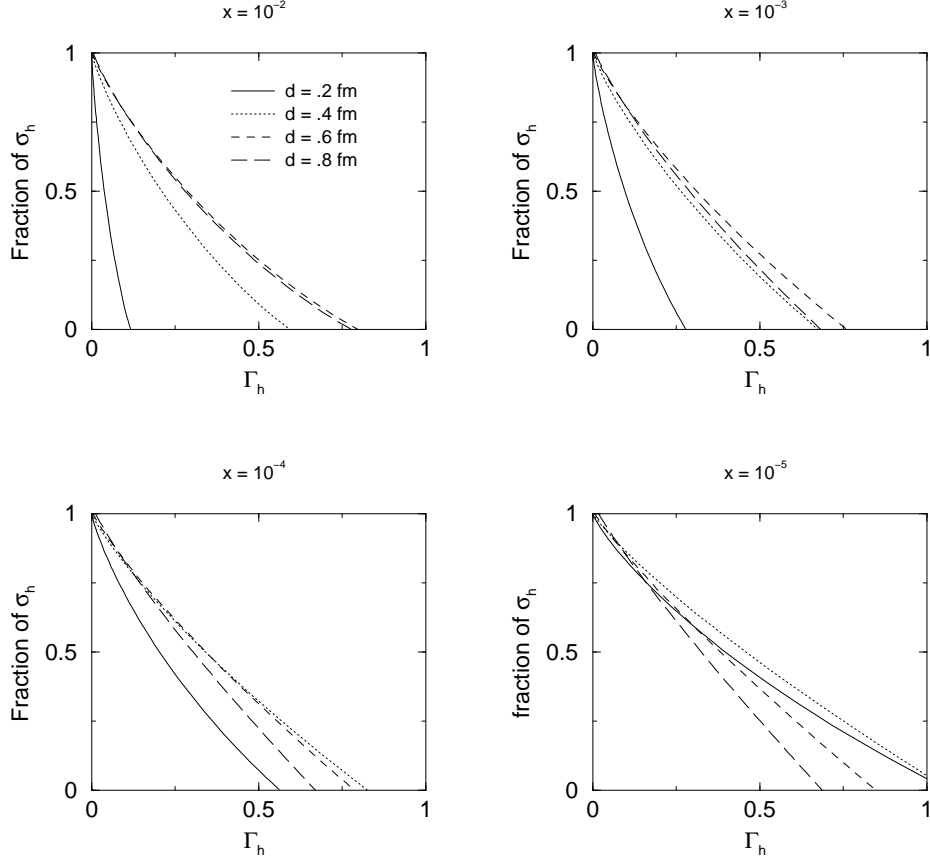 x = 10⁻²
Fraction of σₕ
1
0.5
0
d = .2 fm
d = .4 fm
d = .6 fm
d = .8 fm
0
0.5
1
Γₕ
x = 10⁻³
Fraction of σₕ
1
0.5
0
0
0.5
1
Γₕ
x = 10⁻⁴
Fraction of σₕ
1
0.5
0
0
0.5
1
Γₕ
x = 10⁻⁵
fraction of σₕ
1
0.5
0
0
0.5
1
Γₕ